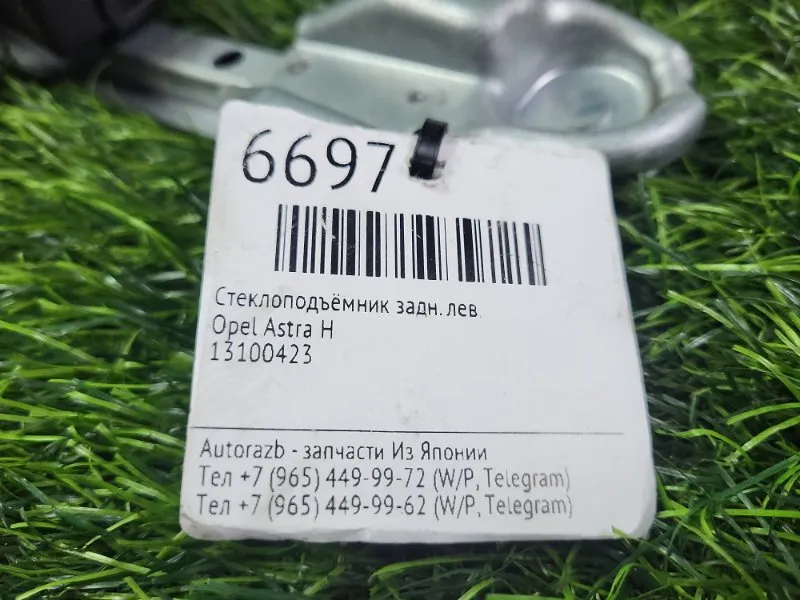 6697
Стеклоподъёмник задн. лев.
Opel Astra H
13100423
Autorazb - запчасти Из Японии
Тел +7 (965) 449-99-72 (W/P, Telegram)
Тел +7 (965) 449-99-62 (W/P, Telegram)